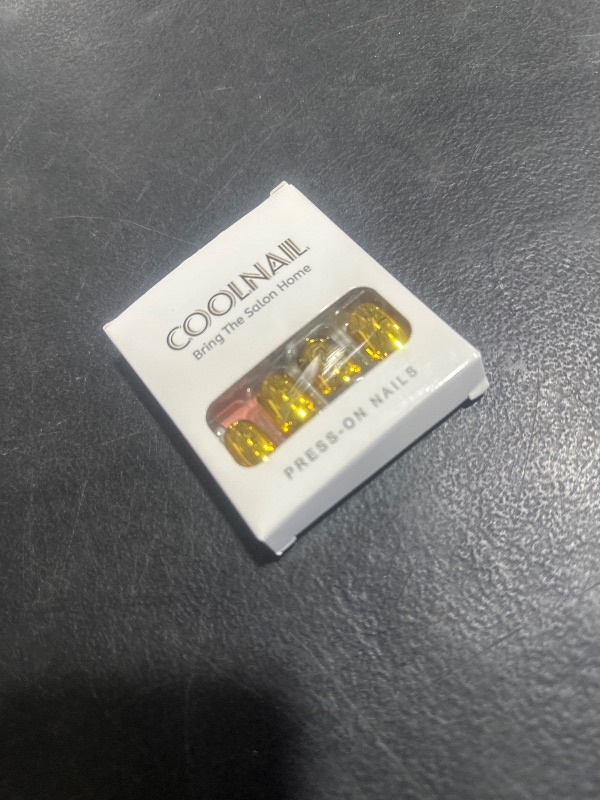 COOLNAIL
Bring The Salon Home
PRESS-ON NAILS